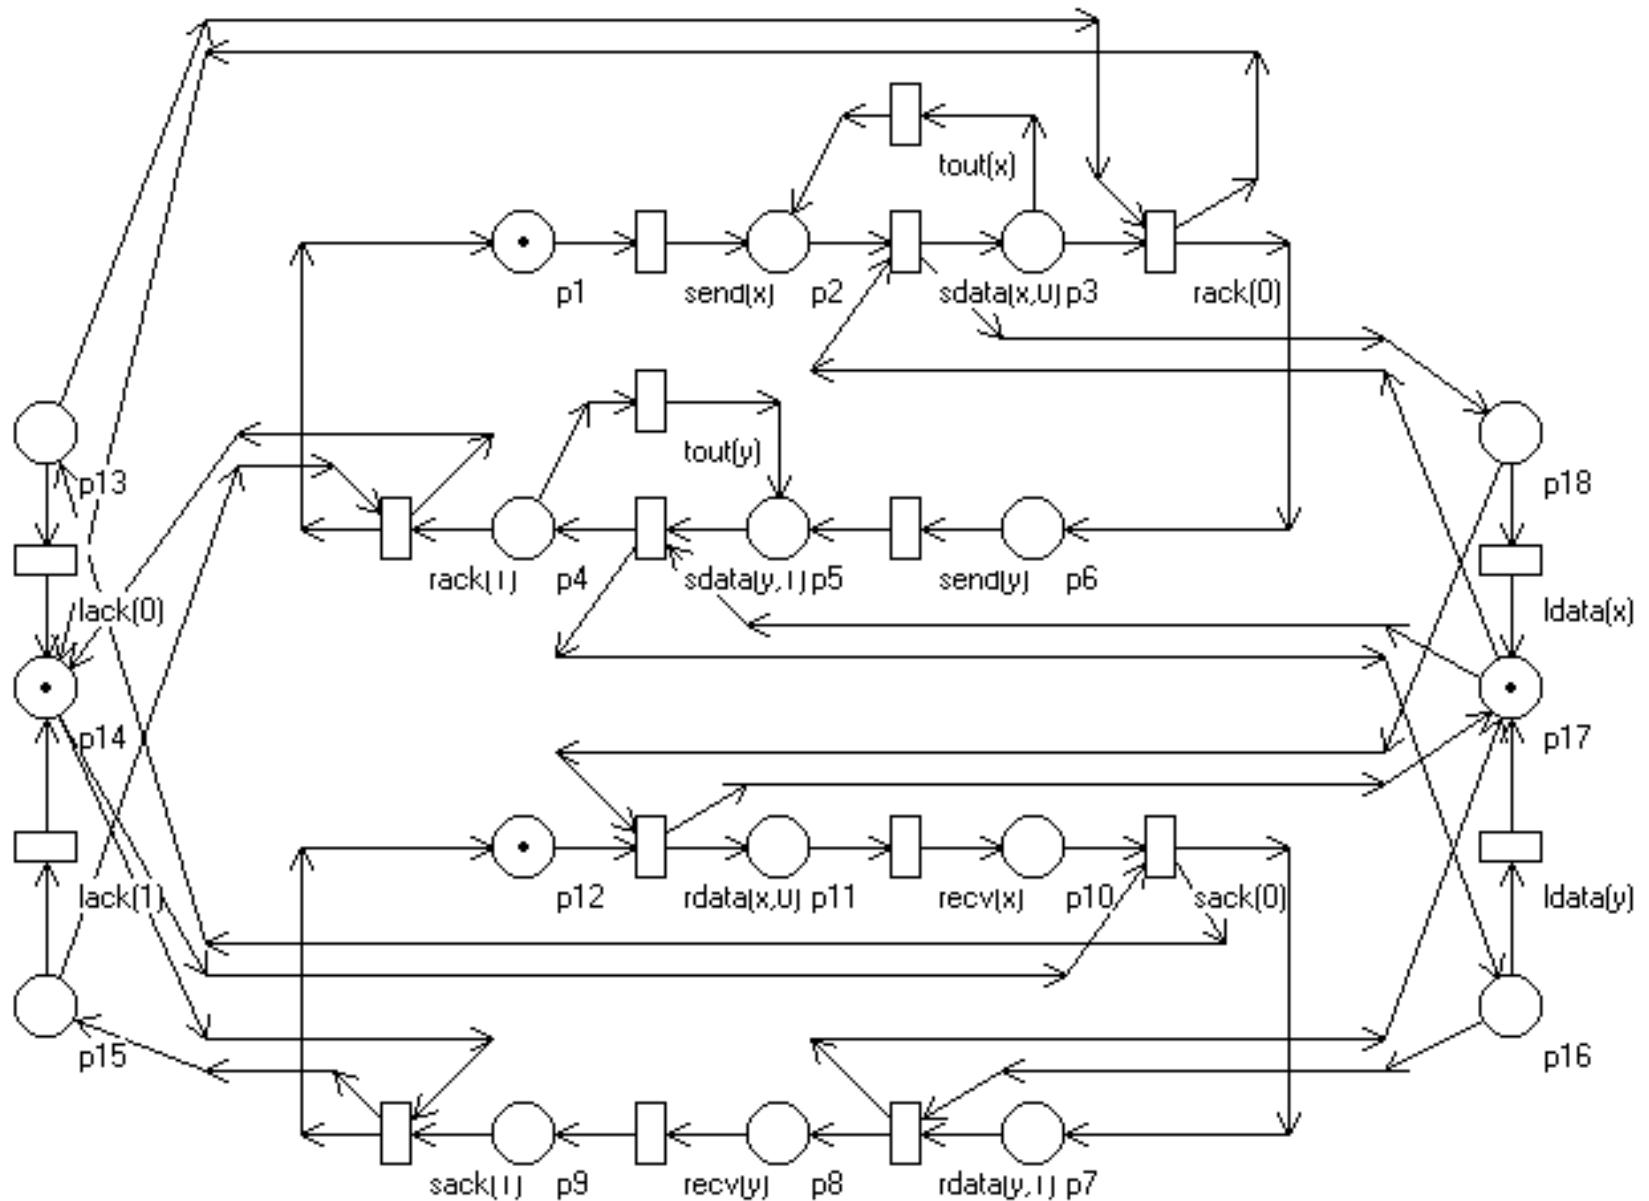 tout(x)
p1
send(x)
p2
sdata(x,0)
p3
rack(0)
tout(y)
p13
p18
rack(1)
p4
sdata(y,1)
p5
send(y)
p6
lack(0)
ldata(x)
p14
p17
p12
rdata(x,0)
p11
recv(x)
p10
sack(0)
lack(1)
ldata(y)
p15
p16
sack(1)
p9
recv(y)
p8
rdata(y,1)
p7